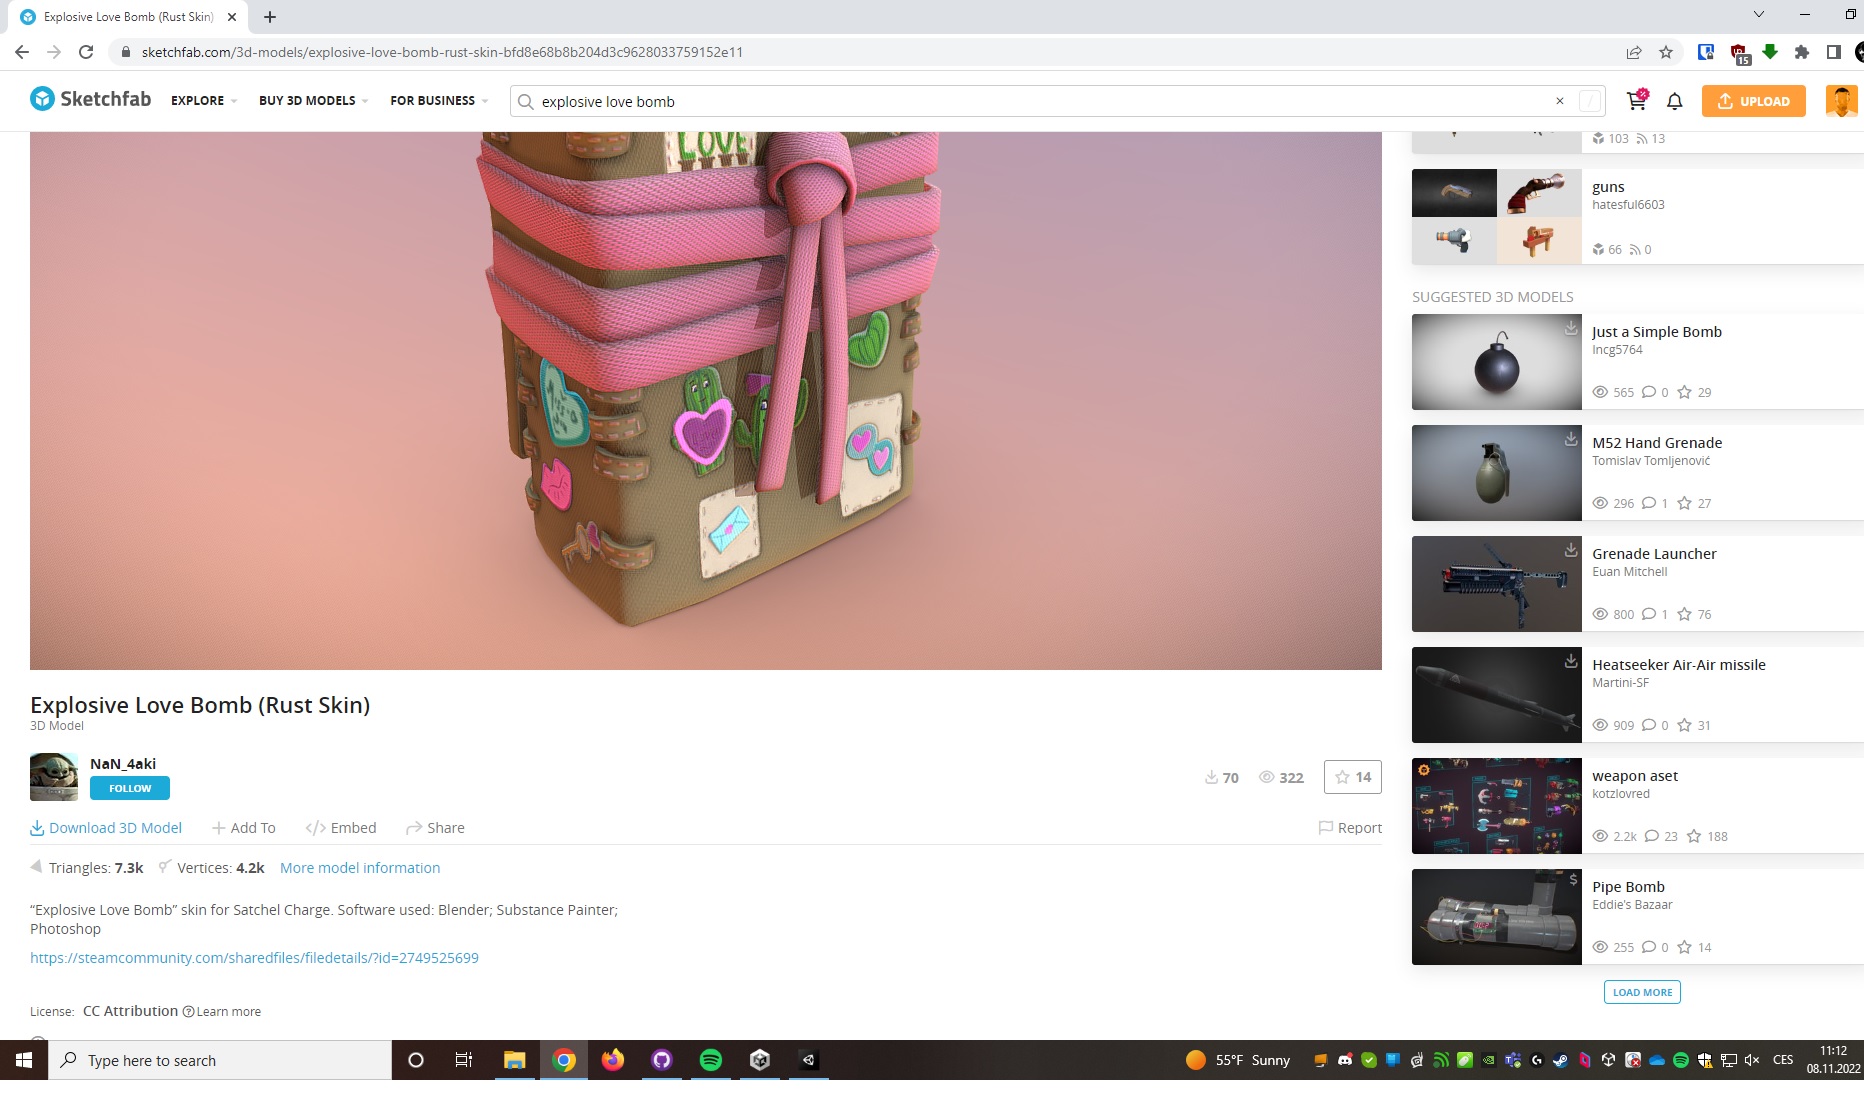 Explosive Love Bomb (Rust Skin)
sketchfab.com/3d-models/explosive-love-bomb-rust-skin-bfd8e68b8b204d3c9628033759152e11
15
Sketchfab
EXPLORE
BUY 3D MODELS
FOR BUSINESS
explosive love bomb
/
UPLOAD
LOVE
103 13
guns
hatesful6603
66 0
SUGGESTED 3D MODELS
Just a Simple Bomb
Incg5764
565 0 29
M52 Hand Grenade
Tomislav Tomljenović
296 1 27
Grenade Launcher
Euan Mitchell
800 1 76
Heatseeker Air-Air missile
Martini-SF
909 0 31
weapon aset
kotzlovred
2.2k 23 188
$
Pipe Bomb
Eddie's Bazaar
255 0 14
LOAD MORE
Explosive Love Bomb (Rust Skin)
3D Model
NaN_4aki
FOLLOW
70 322 14
Download 3D Model
Add To
Embed
Share
Report
Triangles: 7.3k Vertices: 4.2k More model information
“Explosive Love Bomb” skin for Satchel Charge. Software used: Blender; Substance Painter;
Photoshop
https://steamcommunity.com/sharedfiles/filedetails/?id=2749525699
License: CC Attribution Learn more
Type here to search
55°F Sunny
CES
11:12
08.11.2022